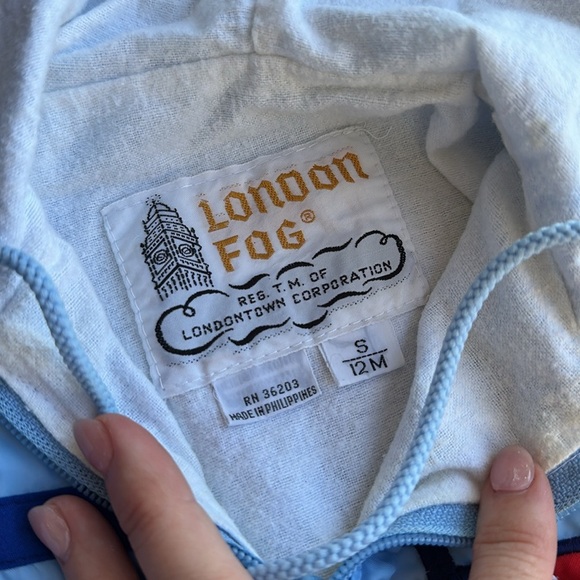 LONDON
FOG®
REG. T.M. OF
LONDONTOWN CORPORATION
S
12M
RN 36203
MADE IN PHILIPPINES